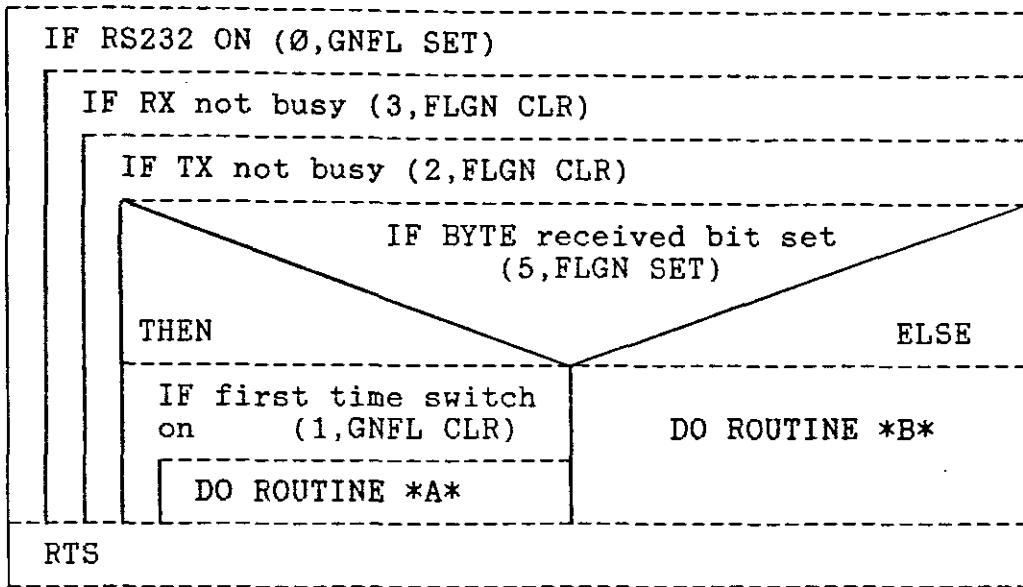 IF RS232 ON (Ø,GNFL SET)
IF RX not busy (3,FLGN CLR)
IF TX not busy (2,FLGN CLR)
IF BYTE received bit set
(5,FLGN SET)
THEN
ELSE
IF first time switch
on (1,GNFL CLR)
DO ROUTINE *A*
DO ROUTINE *B*
RTS